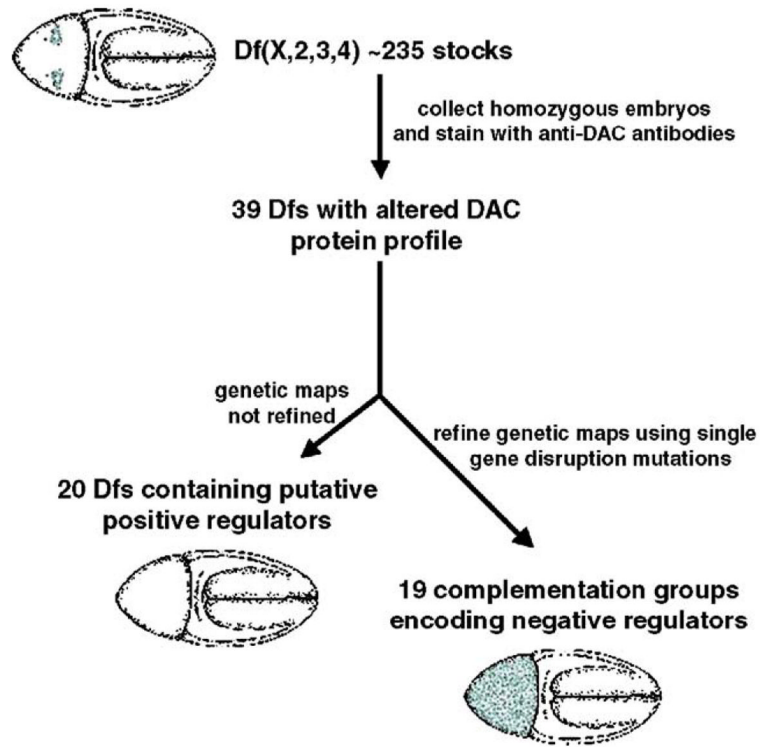 Df(X,2,3,4) ~235 stocks
collect homozygous embryos
and stain with anti-DAC antibodies
39 Dfs with altered DAC
protein profile
genetic maps
not refined
refine genetic maps using single
gene disruption mutations
20 Dfs containing putative
positive regulators
19 complementation groups
encoding negative regulators